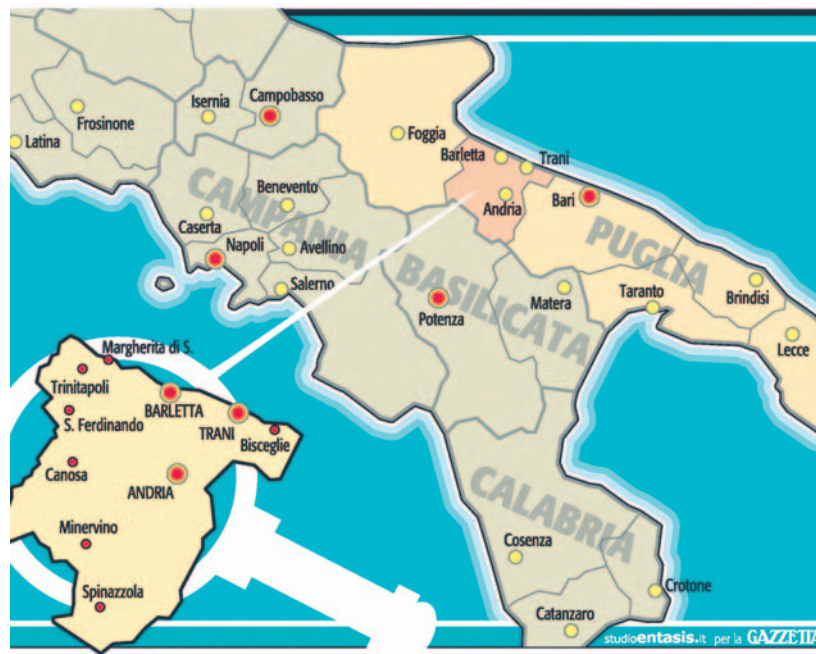 Isernia
Campobasso
Frosinone
Latina
Foggia
Barletta
Trani
Andria
Bari
CAMPANIA
Benevento
Caserta
Napoli
Avellino
Salerno
BASILICATA
Potenza
Matera
PUGLIA
Taranto
Brindisi
Lecce
Margherita di S.
Trinitapoli
BARLETTA
S. Ferdinando
TRANI
Bisceglie
Canosa
ANDRIA
Minervino
Spinazzola
CALABRIA
Cosenza
Crotone
Catanzaro
studioentasis.it per la GAZZETTA